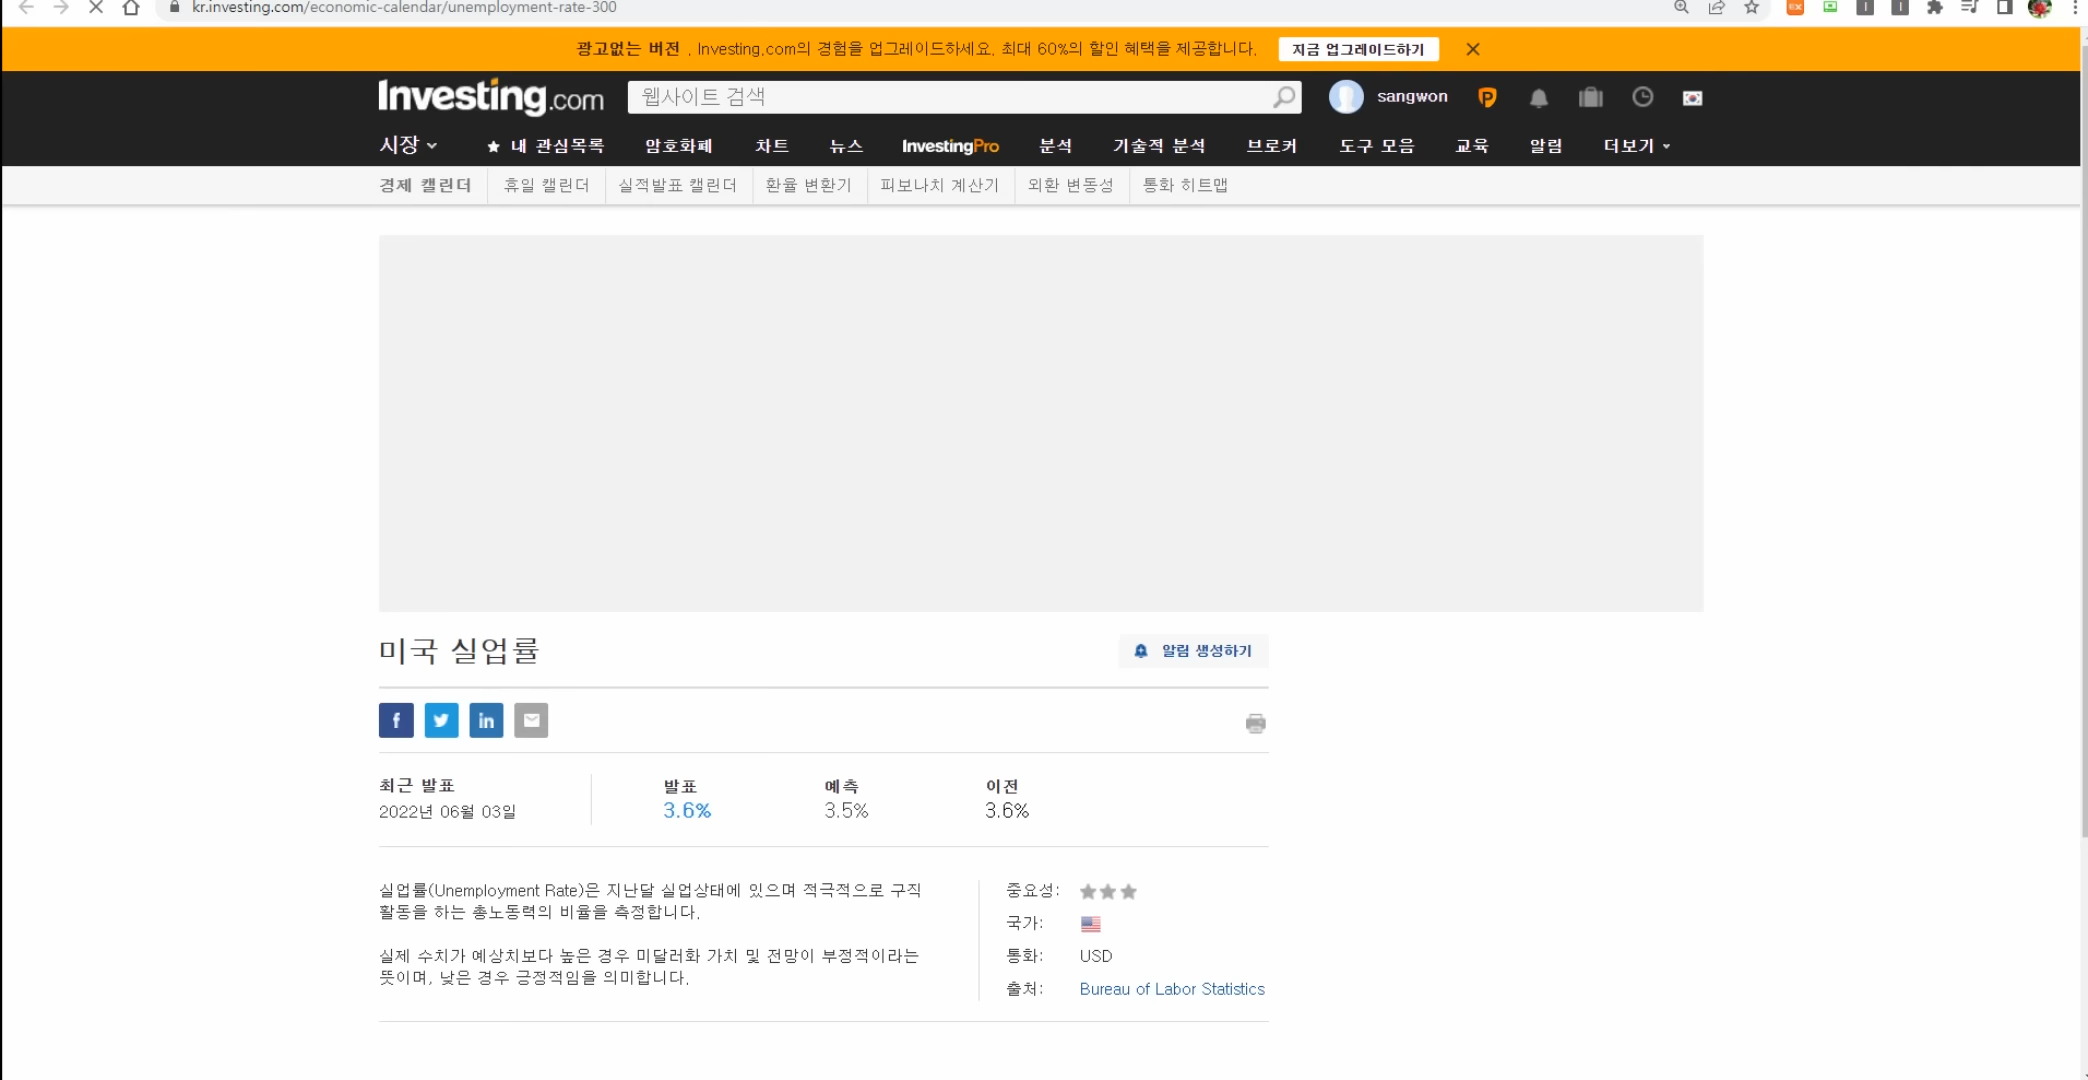 kr.investing.com/economic-calendar/unemployment-rate-300
광고없는 버전 . Investing.com의 경험을 업그레이드하세요. 최대 60%의 할인 혜택을 제공합니다. 지금 업그레이드하기
Investing.com 웹사이트 검색 sangwon
시장 내 관심목록 암호화폐 차트 뉴스 InvestingPro 분석 기술적 분석 브로커 도구 모음 교육 알림 더보기
경제 캘린더 휴일 캘린더 실적발표 캘린더 환율 변환기 피보나치 계산기 외환 변동성 통화 히트맵
미국 실업률 알림 생성하기
최근 발표 발표 예측 이전
2022년 06월 03일 3.6% 3.5% 3.6%
실업률(Unemployment Rate)은 지난달 실업상태에 있으며 적극적으로 구직
활동을 하는 총노동력의 비율을 측정합니다.
실제 수치가 예상치보다 높은 경우 미달러화 가치 및 전망이 부정적이라는
뜻이며, 낮은 경우 긍정적임을 의미합니다.
중요성:
국가:
통화: USD
출처: Bureau of Labor Statistics